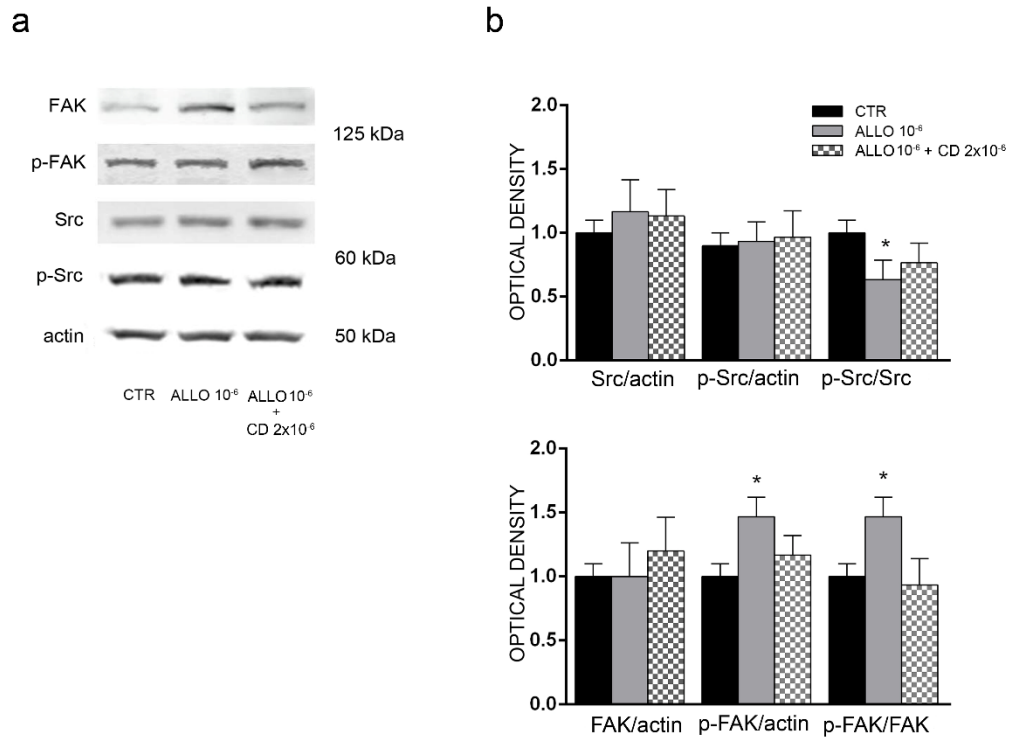 a
FAK
125 kDa
p-FAK
Src
60 kDa
p-Src
actin
50 kDa
CTR
ALLO 10⁻⁶
ALLO 10⁻⁶
+
CD 2x10⁻⁶
b
OPTICAL DENSITY
2.0
1.5
1.0
0.5
0.0
CTR
ALLO 10⁻⁶
ALLO 10⁻⁶ + CD 2x10⁻⁶
*
Src/actin
p-Src/actin
p-Src/Src
OPTICAL DENSITY
2.0
1.5
1.0
0.5
0.0
*
*
FAK/actin
p-FAK/actin
p-FAK/FAK